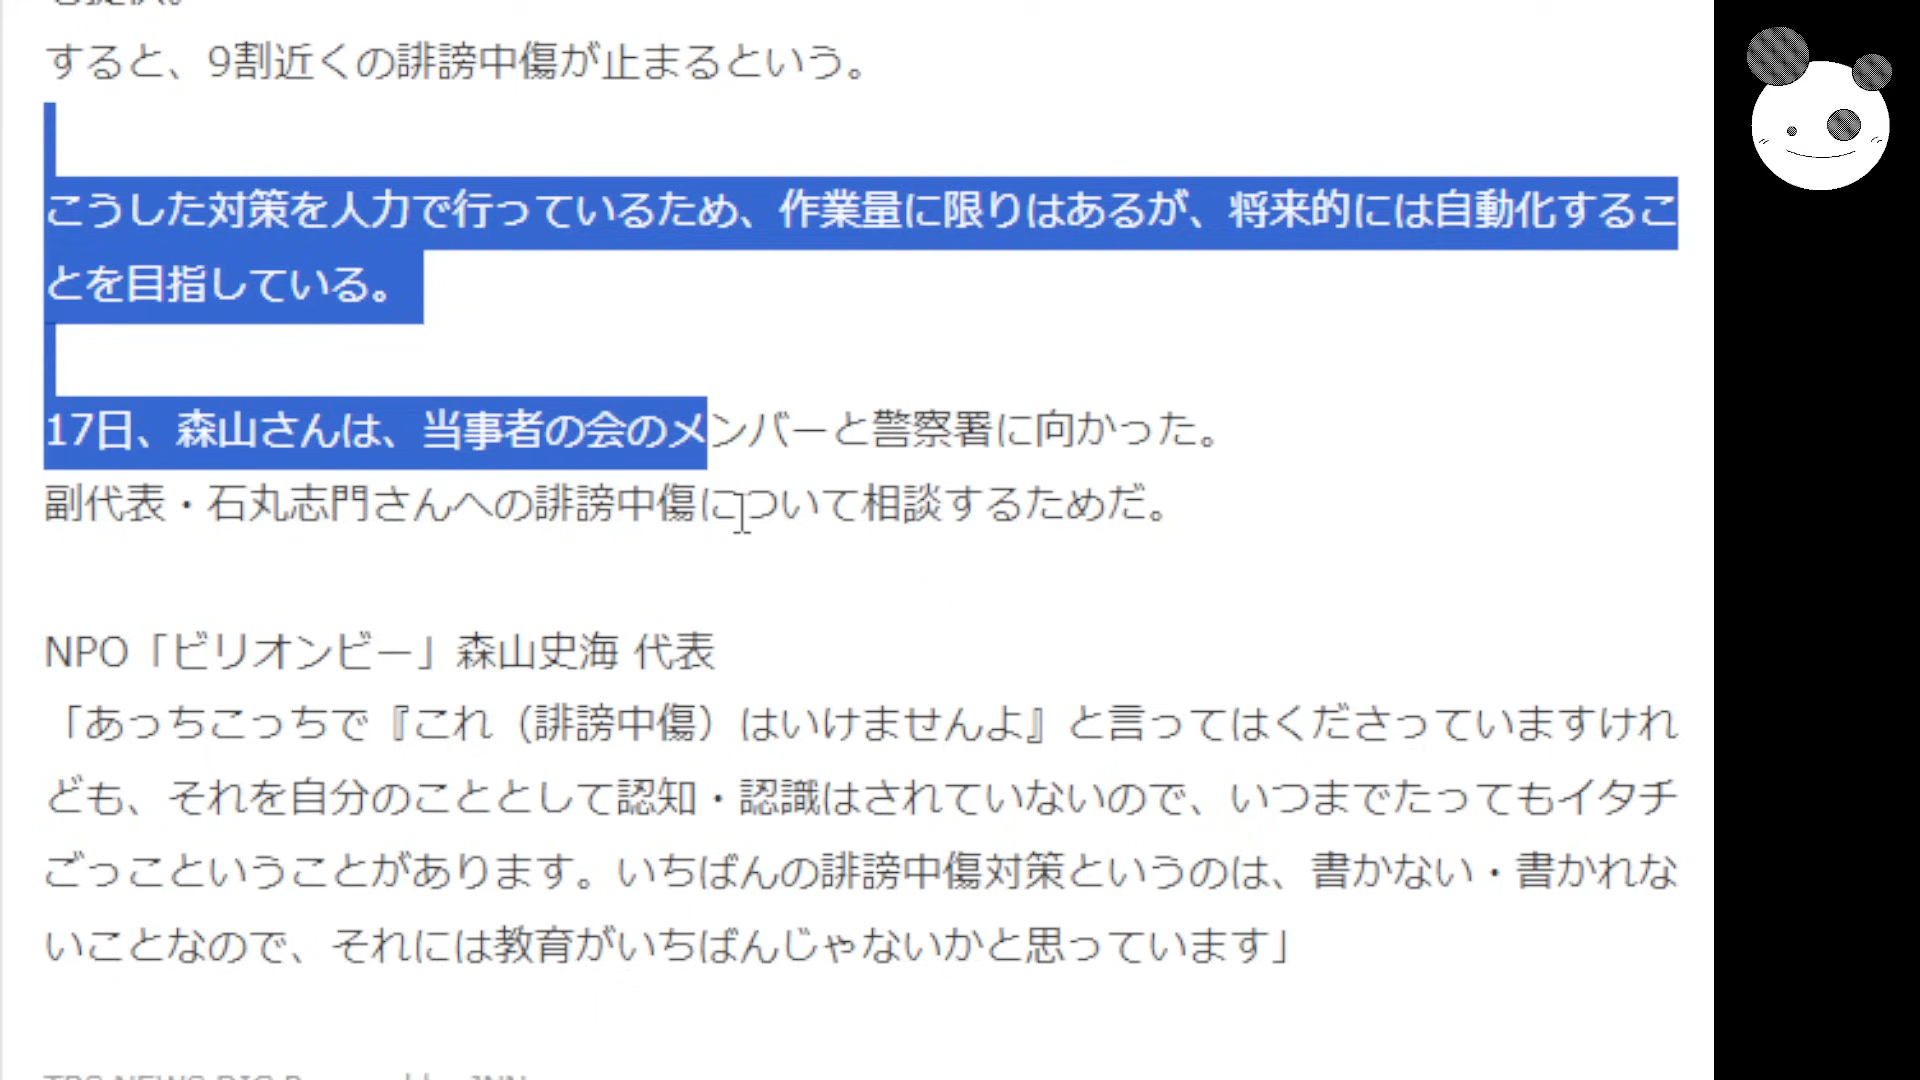 すると、9割近くの誹謗中傷が止まるという。
こうした対策を人力で行っているため、作業量に限りはあるが、将来的には自動化するこ
とを目指している。
17日、森山さんは、当事者の会のメンバーと警察署に向かった。
副代表・石丸志門さんへの誹謗中傷について相談するためだ。
NPO「ビリオンビー」森山史海 代表
「あっちこっちで『これ（誹謗中傷）はいけませんよ』と言ってはくださっていますけれ
ども、それを自分のこととして認知・認識はされていないので、いつまでたってもイタチ
ごっこということがあります。いちばんの誹謗中傷対策というのは、書かない・書かれな
いことなので、それには教育がいちばんじゃないかと思っています」